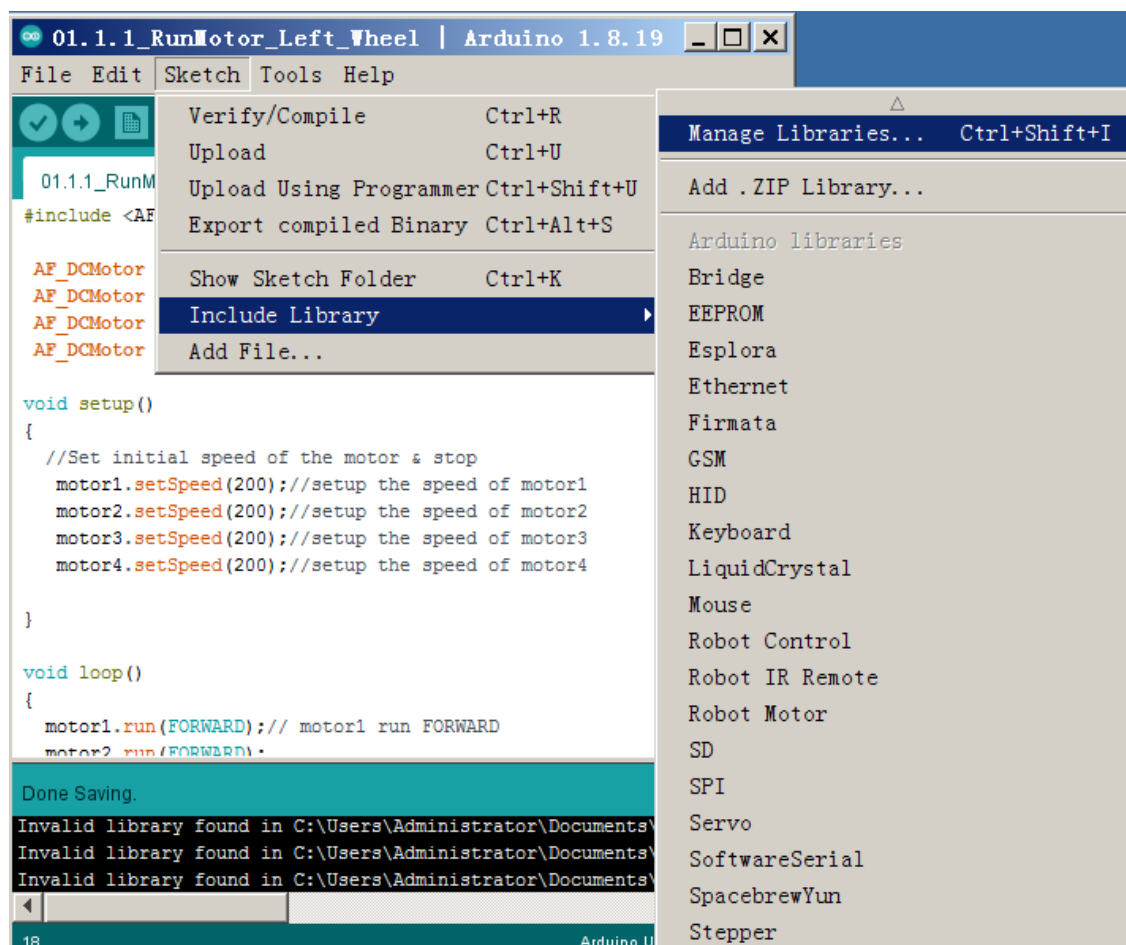 01.1.1_RunMotor_Left_Wheel | Arduino 1.8.19
File Edit Sketch Tools Help
Verify/Compile Ctrl+R
Upload Ctrl+U
Upload Using Programmer Ctrl+Shift+U
Export compiled Binary Ctrl+Alt+S
Show Sketch Folder Ctrl+K
Include Library
Add File...
Manage Libraries... Ctrl+Shift+I
Add .ZIP Library...
Arduino libraries
Bridge
EEPROM
Esplora
Ethernet
Firmata
GSM
HID
Keyboard
LiquidCrystal
Mouse
Robot Control
Robot IR Remote
Robot Motor
SD
SPI
Servo
SoftwareSerial
SpacebrewYun
Stepper
01.1.1_RunM
#include <AF
AF_DCMotor
AF_DCMotor
AF_DCMotor
AF_DCMotor
void setup()
{
//Set initial speed of the motor & stop
motor1.setSpeed(200);//setup the speed of motor1
motor2.setSpeed(200);//setup the speed of motor2
motor3.setSpeed(200);//setup the speed of motor3
motor4.setSpeed(200);//setup the speed of motor4
}
void loop()
{
motor1.run(FORWARD);// motor1 run FORWARD
motor2.run(FORWARD);
Done Saving.
Invalid library found in C:\Users\Administrator\Documents\
Invalid library found in C:\Users\Administrator\Documents\
Invalid library found in C:\Users\Administrator\Documents\
18 Arduino U